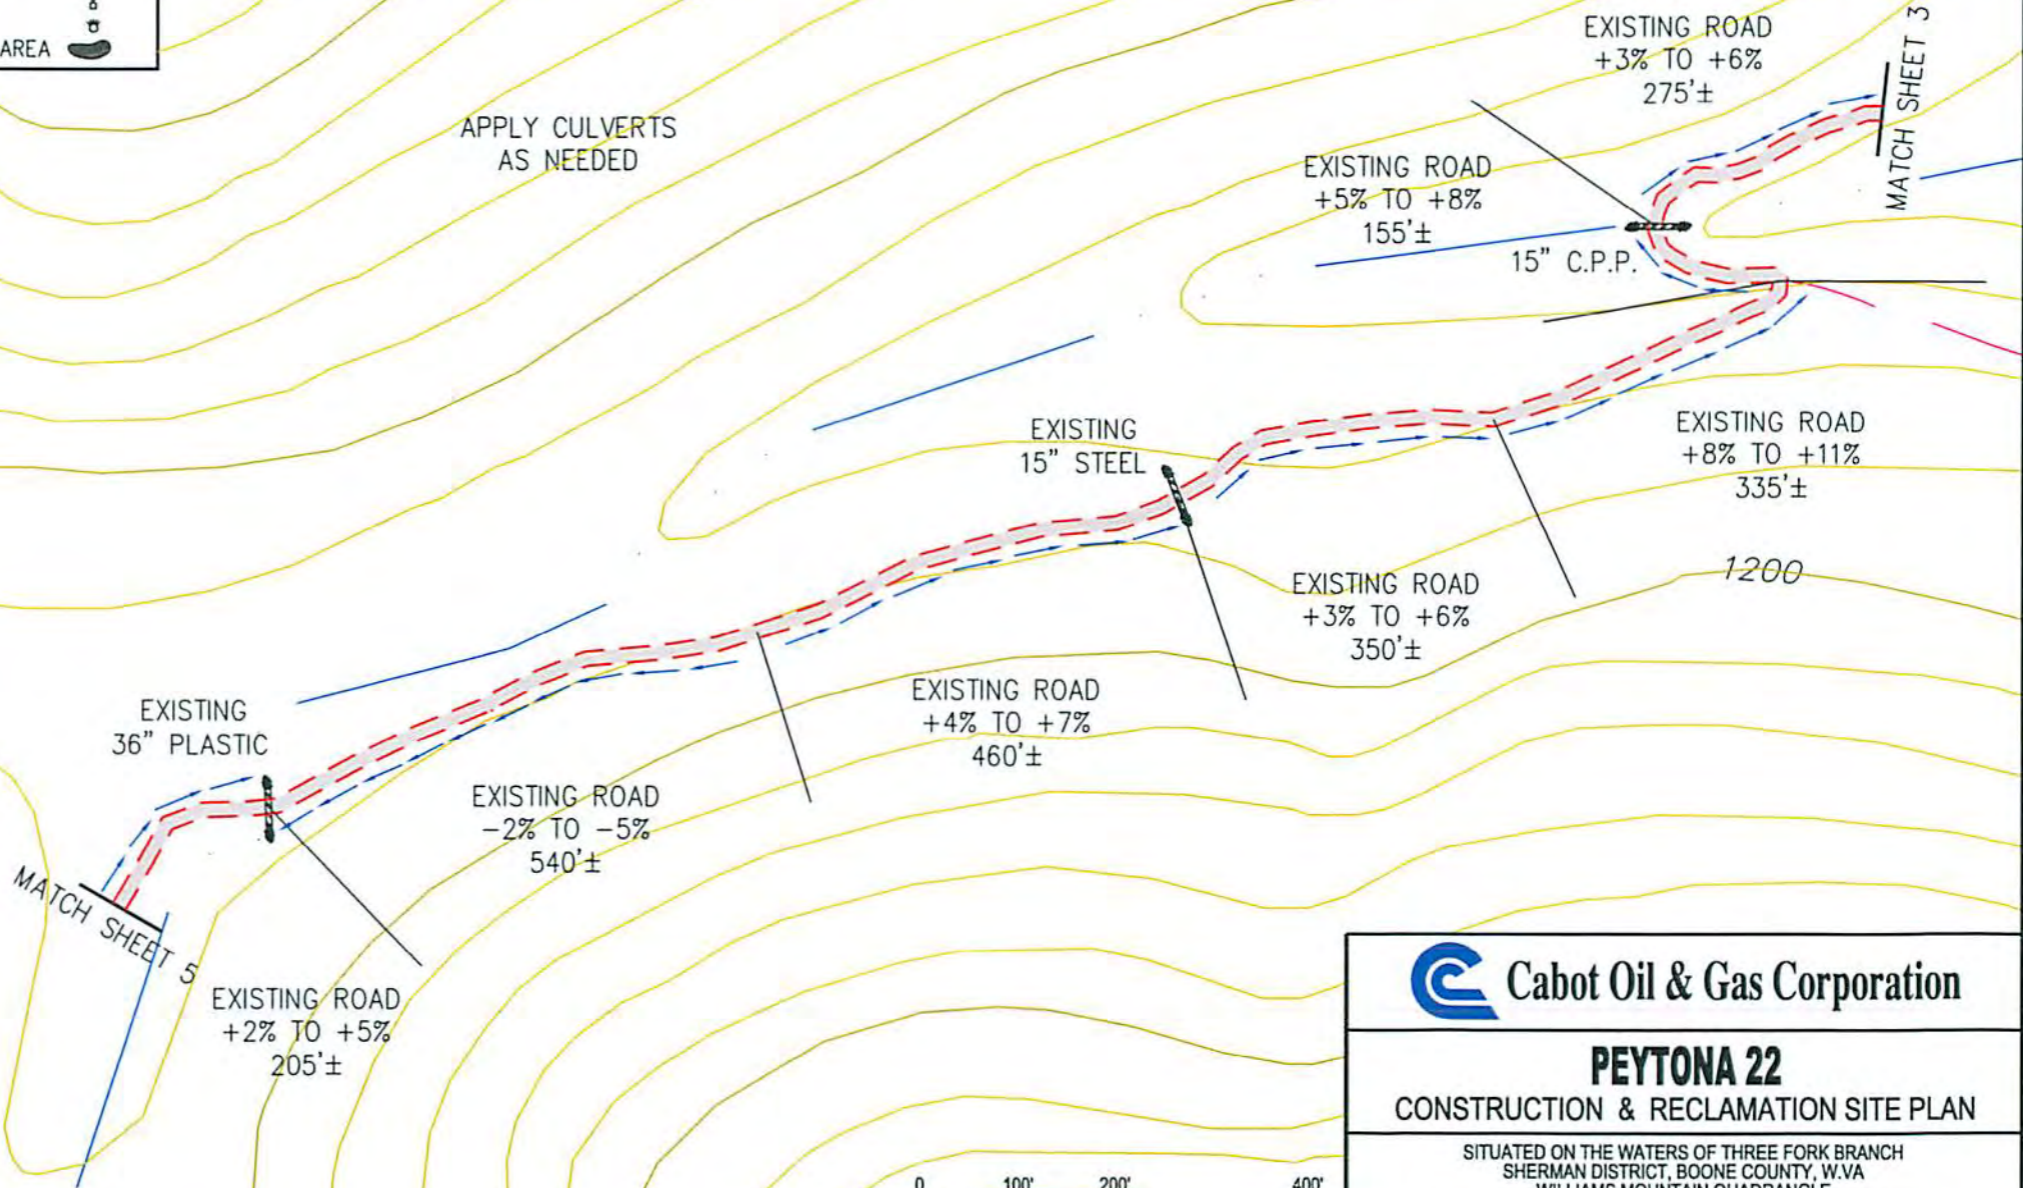 AREA
APPLY CULVERTS
AS NEEDED
EXISTING ROAD
+3% TO +6%
275'±
MATCH SHEET 3
EXISTING ROAD
+5% TO +8%
155'±
15" C.P.P.
EXISTING
15" STEEL
EXISTING ROAD
+8% TO +11%
335'±
1200
EXISTING ROAD
+3% TO +6%
350'±
EXISTING ROAD
+4% TO +7%
460'±
EXISTING
36" PLASTIC
EXISTING ROAD
-2% TO -5%
540'±
MATCH SHEET 5
EXISTING ROAD
+2% TO +5%
205'±
Cabot Oil & Gas Corporation
PEYTONA 22
CONSTRUCTION & RECLAMATION SITE PLAN
SITUATED ON THE WATERS OF THREE FORK BRANCH
SHERMAN DISTRICT, BOONE COUNTY, W.VA
WILLIAMS MOUNTAIN QUADRANGLE
0 100' 200' 400'